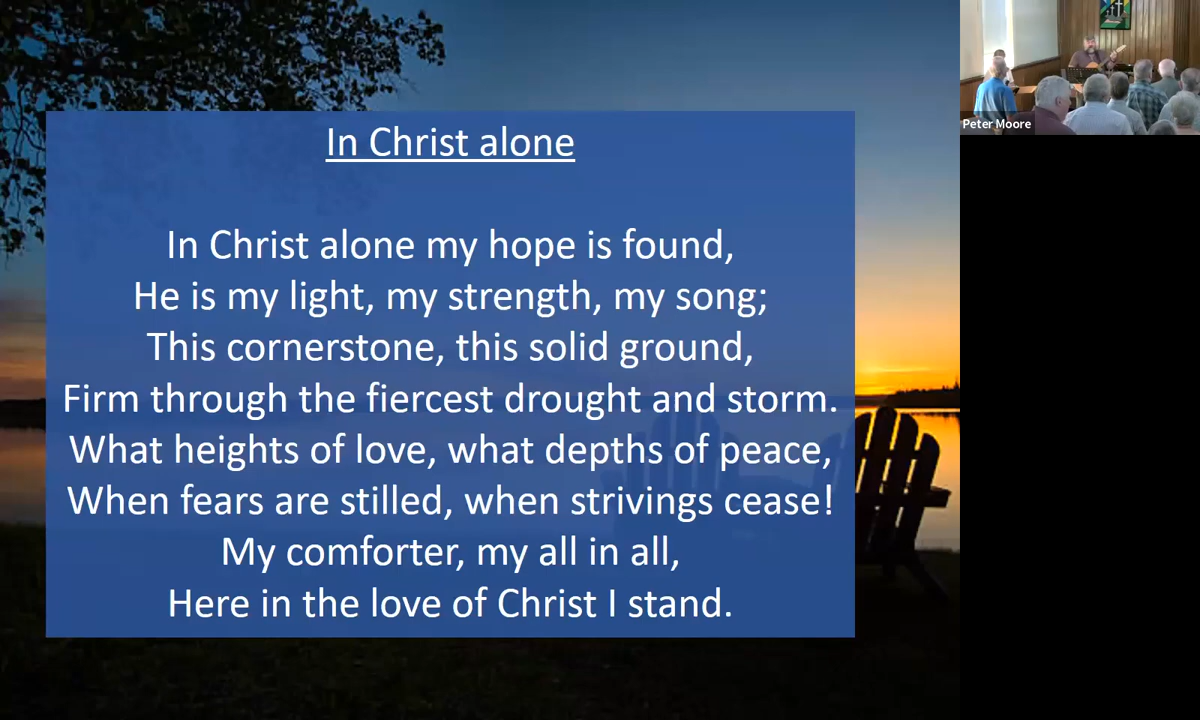 In Christ alone
In Christ alone my hope is found,
He is my light, my strength, my song;
This cornerstone, this solid ground,
Firm through the fiercest drought and storm.
What heights of love, what depths of peace,
When fears are stilled, when strivings cease!
My comforter, my all in all,
Here in the love of Christ I stand.
Peter Moore